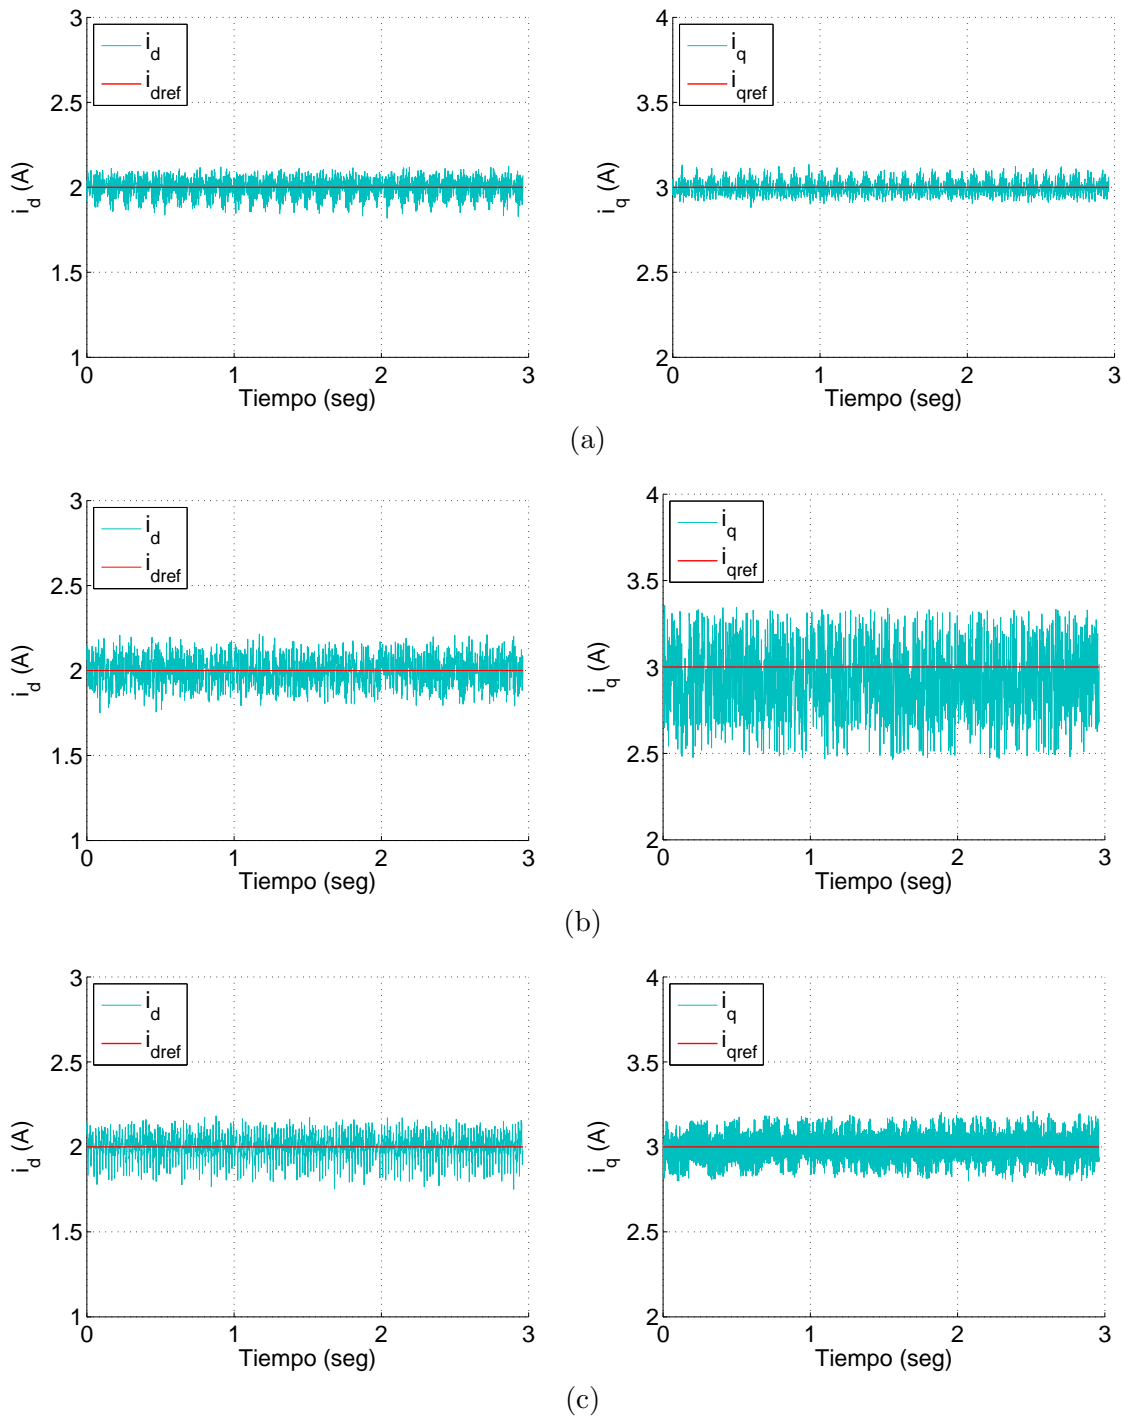 3
2.5
2
1.5
1
i_d (A)
0 1 2 3
Tiempo (seg)
i_d
i_dref
4
3.5
3
2.5
2
i_q (A)
0 1 2 3
Tiempo (seg)
i_q
i_qref
(a)
3
2.5
2
1.5
1
i_d (A)
0 1 2 3
Tiempo (seg)
i_d
i_dref
4
3.5
3
2.5
2
i_q (A)
0 1 2 3
Tiempo (seg)
i_q
i_qref
(b)
3
2.5
2
1.5
1
i_d (A)
0 1 2 3
Tiempo (seg)
i_d
i_dref
4
3.5
3
2.5
2
i_q (A)
0 1 2 3
Tiempo (seg)
i_q
i_qref
(c)